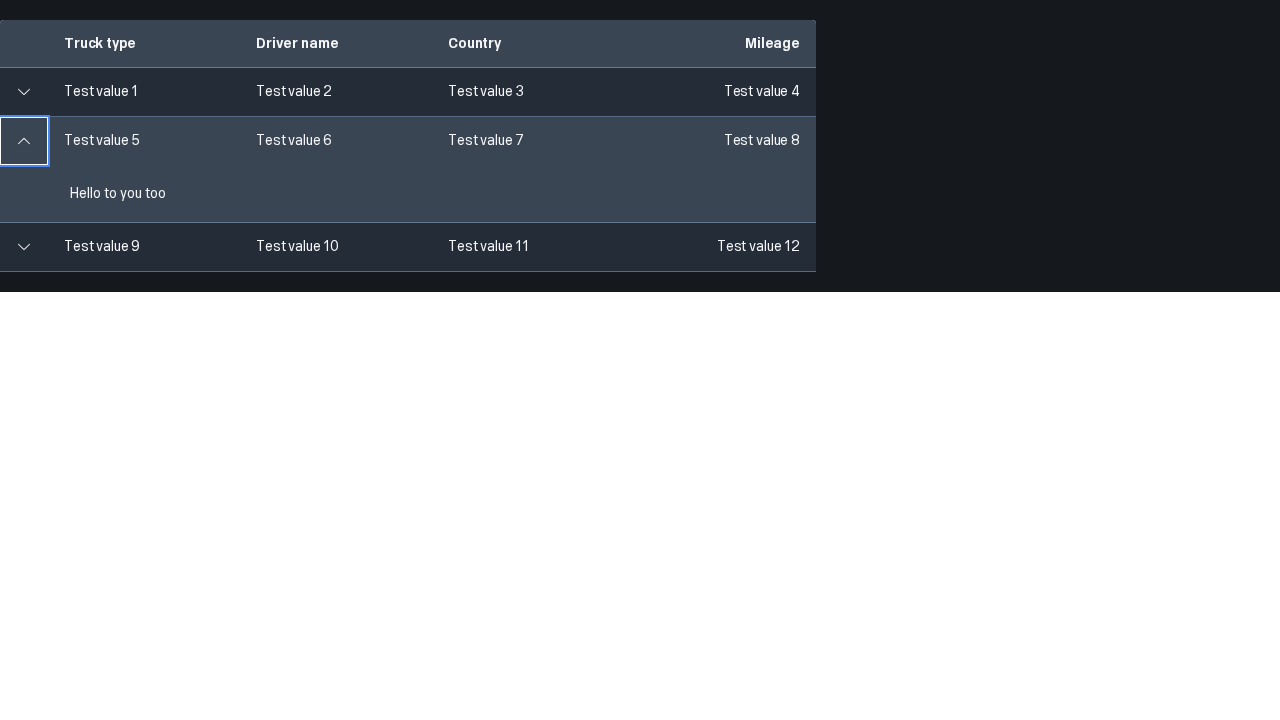 Truck type Driver name Country Mileage
Test value 1 Test value 2 Test value 3 Test value 4
Test value 5 Test value 6 Test value 7 Test value 8
Hello to you too
Test value 9 Test value 10 Test value 11 Test value 12